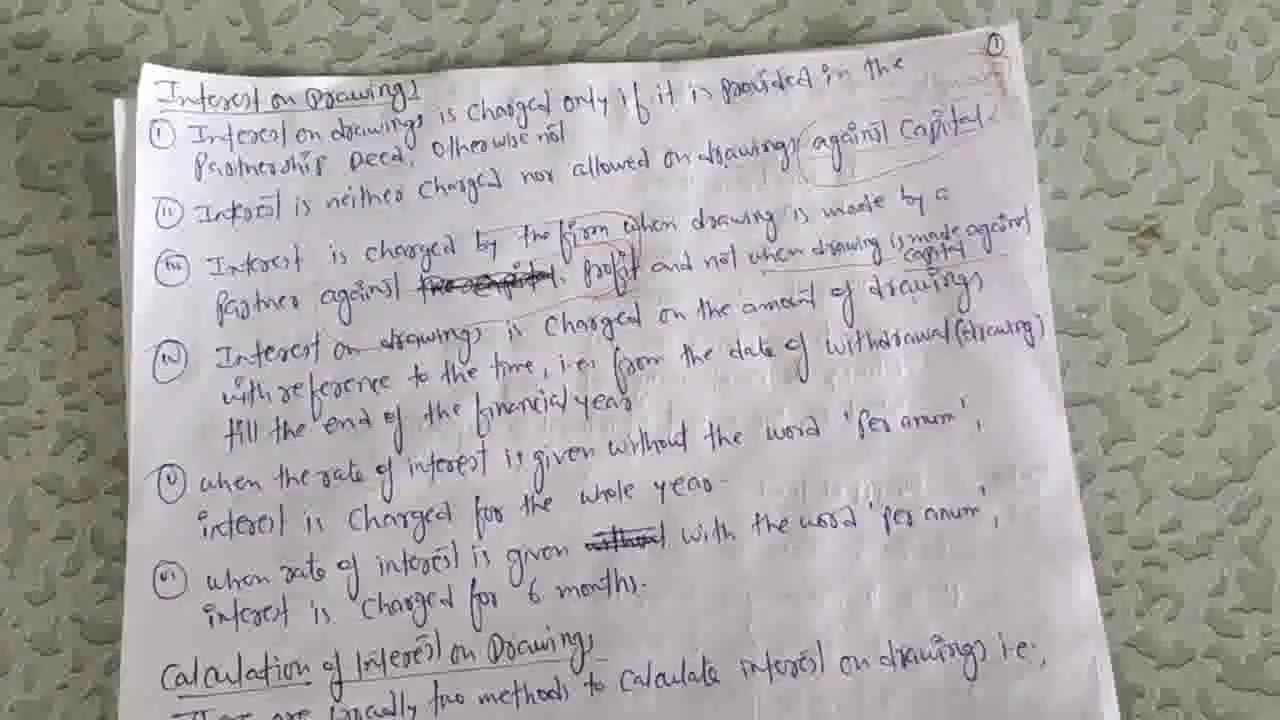 ①
Interest on Drawings
(i) Interest on drawings is charged only if it is provided in the
Partnership Deed, otherwise not
(ii) Interest is neither charged nor allowed on drawings against Capital.
(iii) Interest is charged by the firm when drawing is made by a
Partner against profit and not when drawing is made against
capital
(iv) Interest on drawings is charged on the amount of drawings
with reference to the time, i.e. from the date of withdrawal (drawing)
till the end of the financial year
(v) when the rate of interest is given without the word 'per anum',
interest is charged for the whole year.
(vi) when rate of interest is given with the word 'per anum',
interest is charged for 6 months.
Calculation of Interest on Drawings
two methods to calculate interest on drawings i.e.,